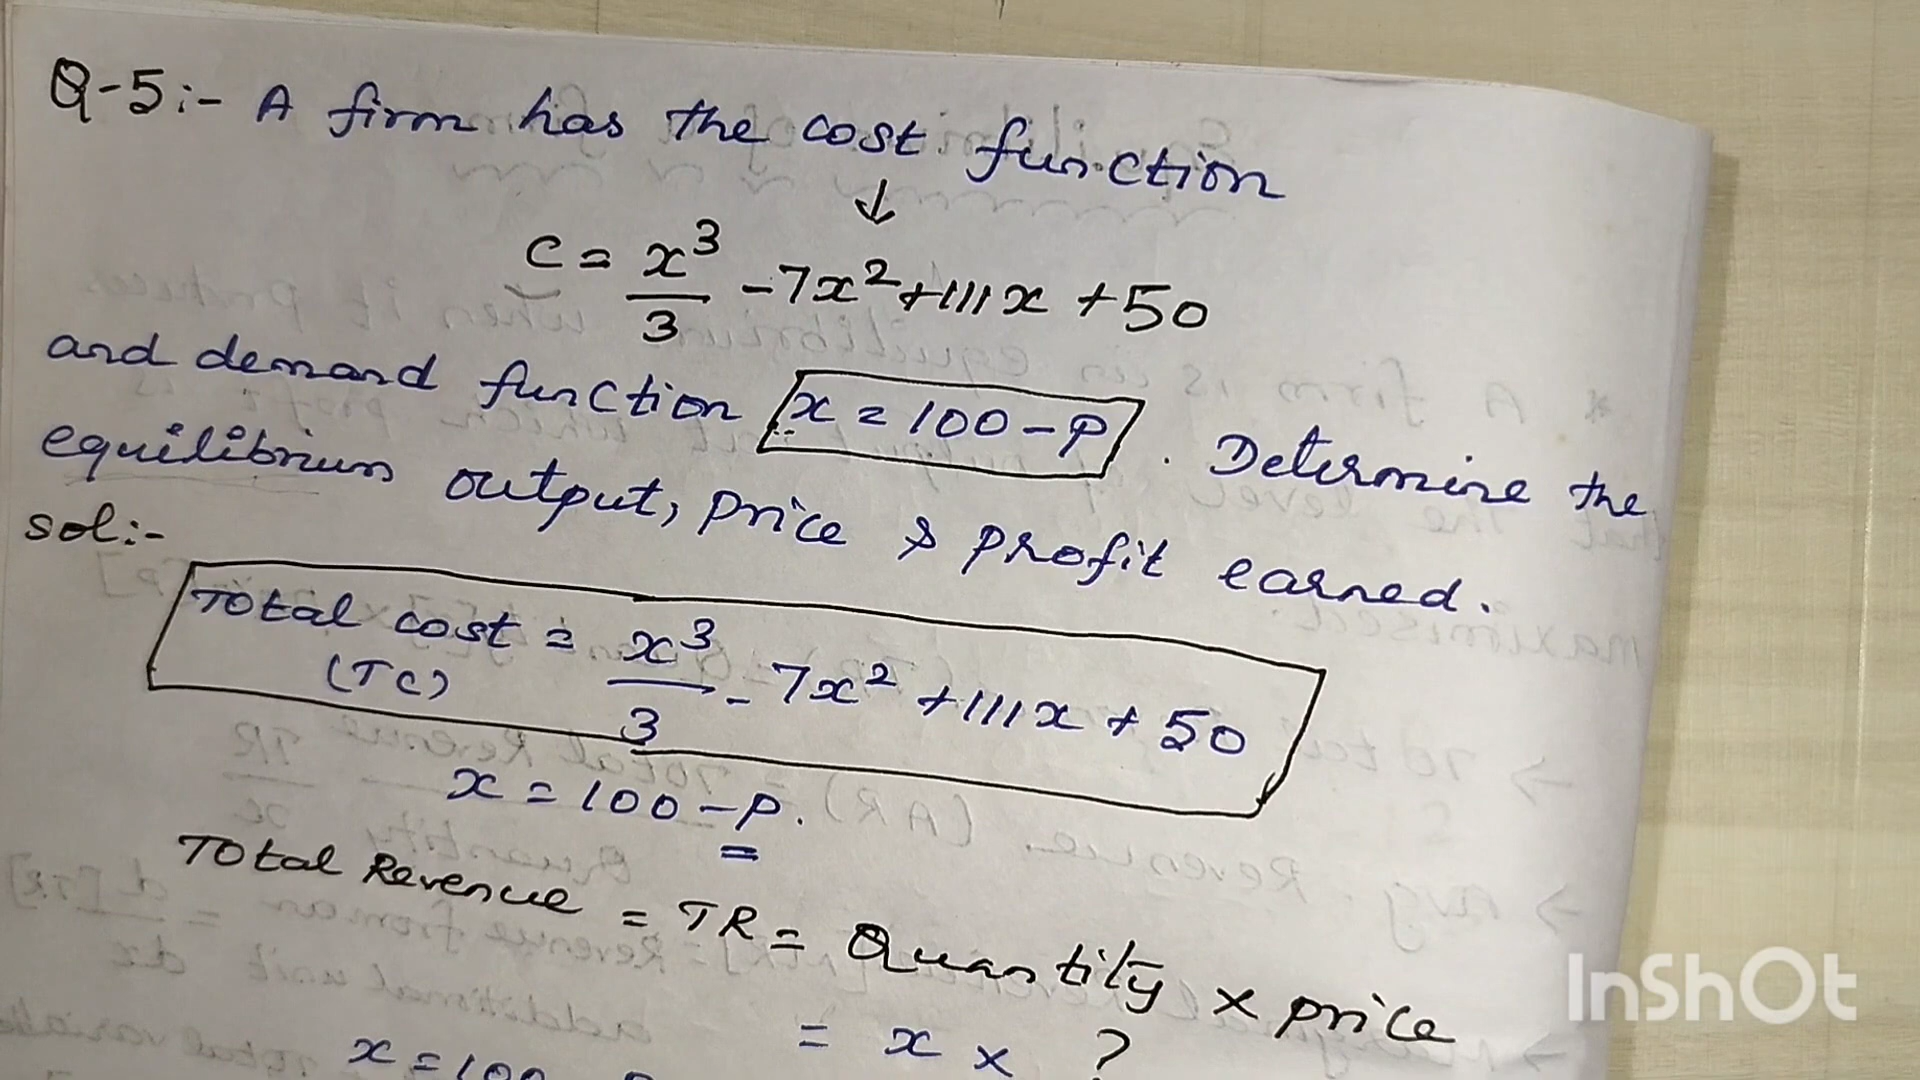 Q-5:- A firm has the cost function
↓
C = x³/3 - 7x² + 111x + 50
and demand function x = 100 - P. Determine the
equilibrium output, price & profit earned.
sol:-
Total cost = x³/3 - 7x² + 111x + 50
(TC)
x = 100 - P.
Total Revenue = TR = Quantity × price
= x × ?
x = 100
InShOt